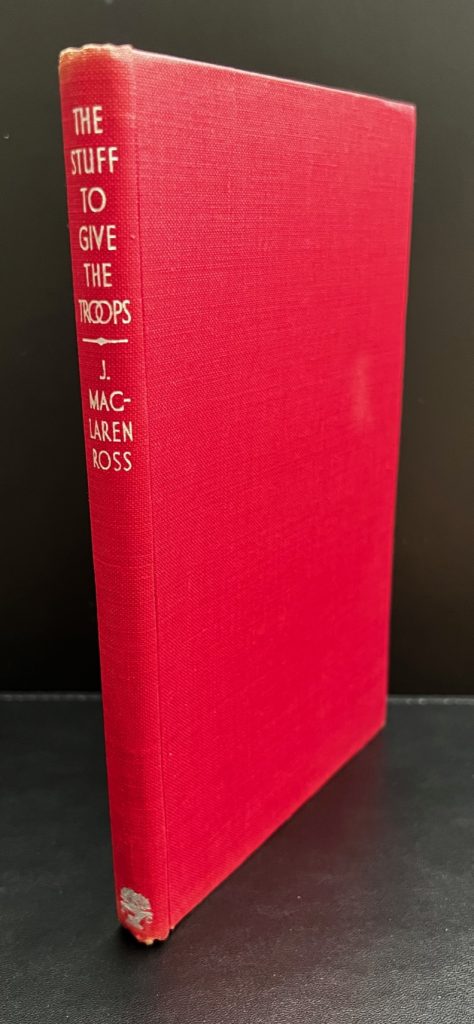 THE
STUFF
TO
GIVE
THE
TROOPS
J.
MAC-
LAREN
ROSS